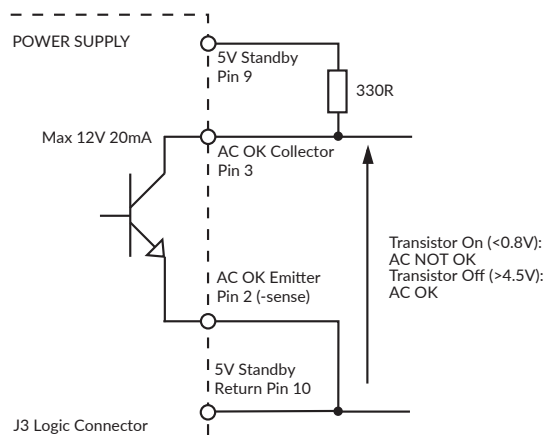 POWER SUPPLY
5V Standby
Pin 9
330R
Max 12V 20mA
AC OK Collector
Pin 3
Transistor On (<0.8V):
AC NOT OK
Transistor Off (>4.5V):
AC OK
AC OK Emitter
Pin 2 (-sense)
5V Standby
Return Pin 10
J3 Logic Connector